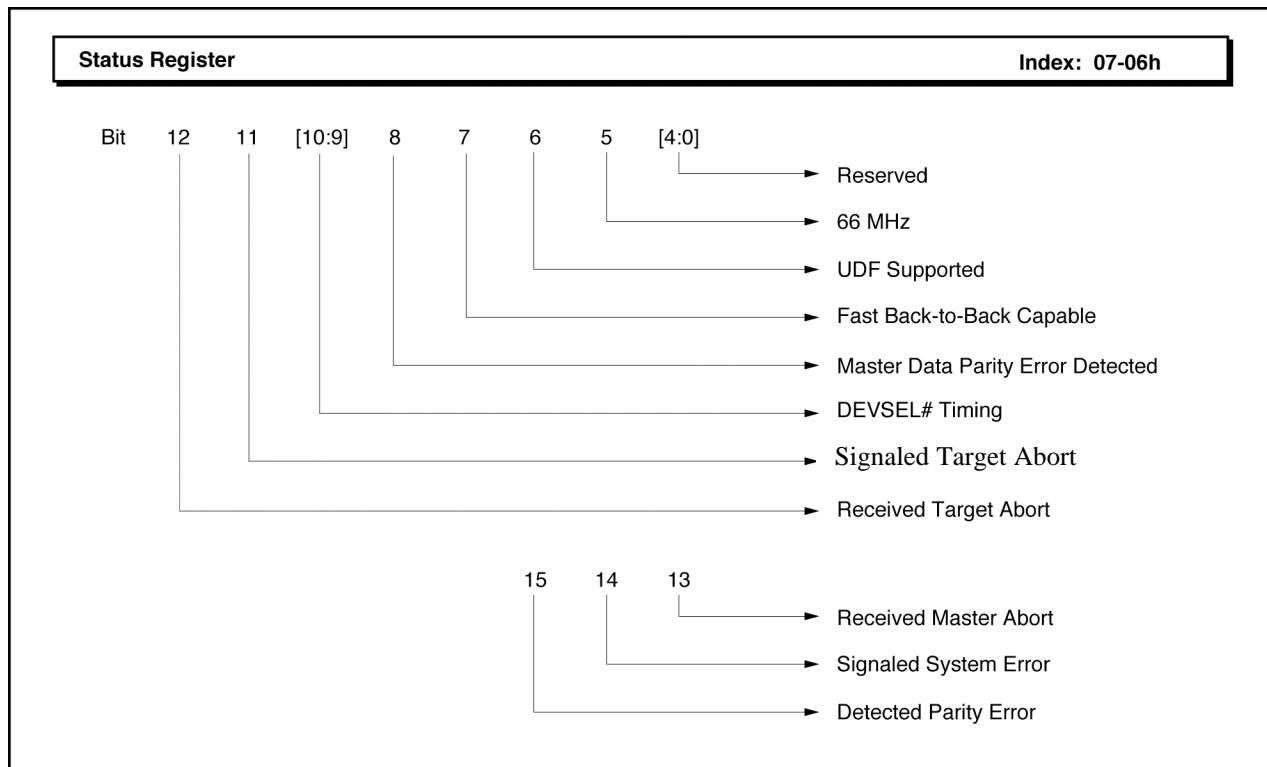 Status Register Index: 07-06h
Bit 12 11 [10:9] 8 7 6 5 [4:0]
Reserved
66 MHz
UDF Supported
Fast Back-to-Back Capable
Master Data Parity Error Detected
DEVSEL# Timing
Signaled Target Abort
Received Target Abort
15 14 13
Received Master Abort
Signaled System Error
Detected Parity Error